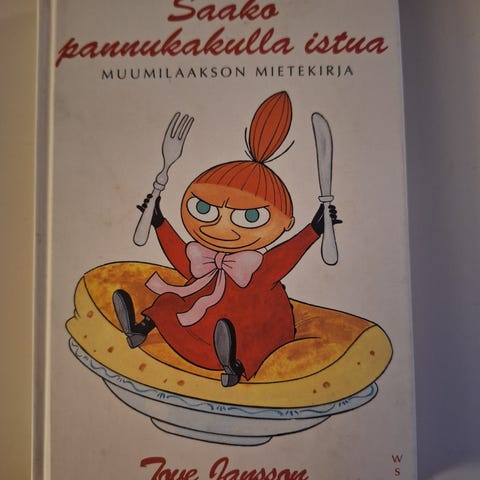 Saako
pannukakulla istua
MUUMILAAKSON MIETEKIRJA
Tove Jansson
W
S